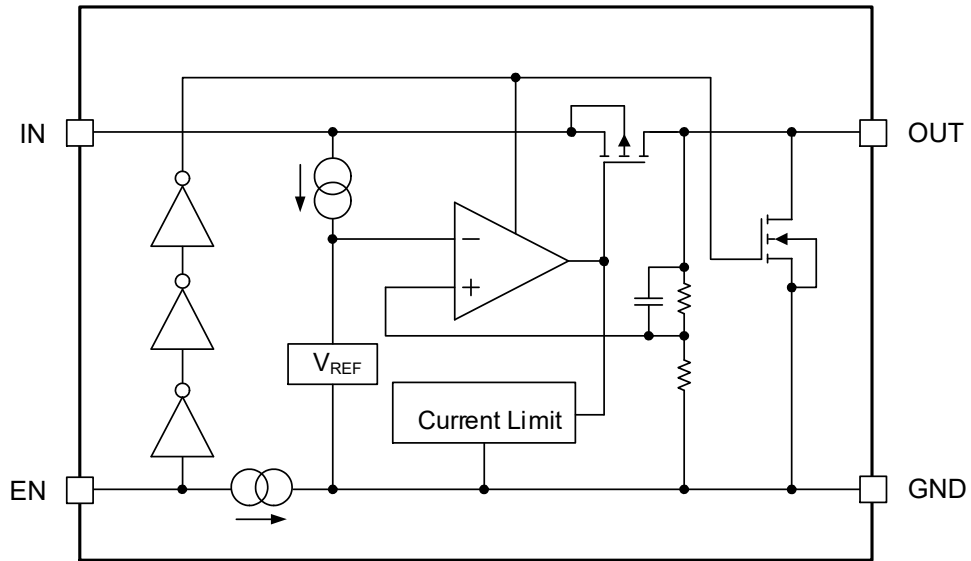 IN
OUT
−
+
VREF
Current Limit
EN
GND